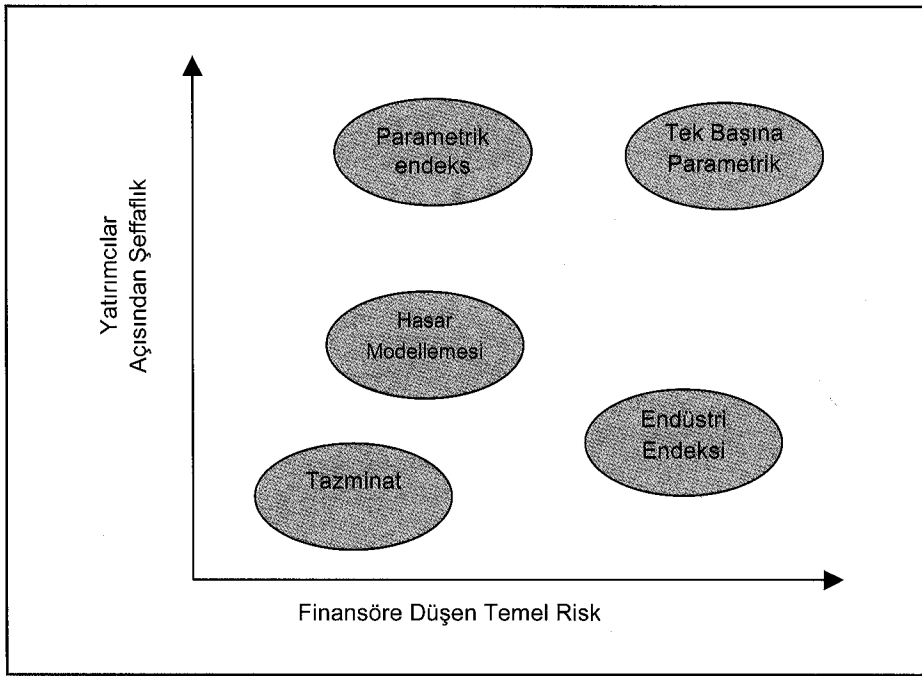 Parametrik
endeks
Tek Başına
Parametrik
Yatırımcılar
Açısından Şeffaflık
Hasar
Modellemesi
Endüstri
Endeksi
Tazminat
Finansöre Düşen Temel Risk